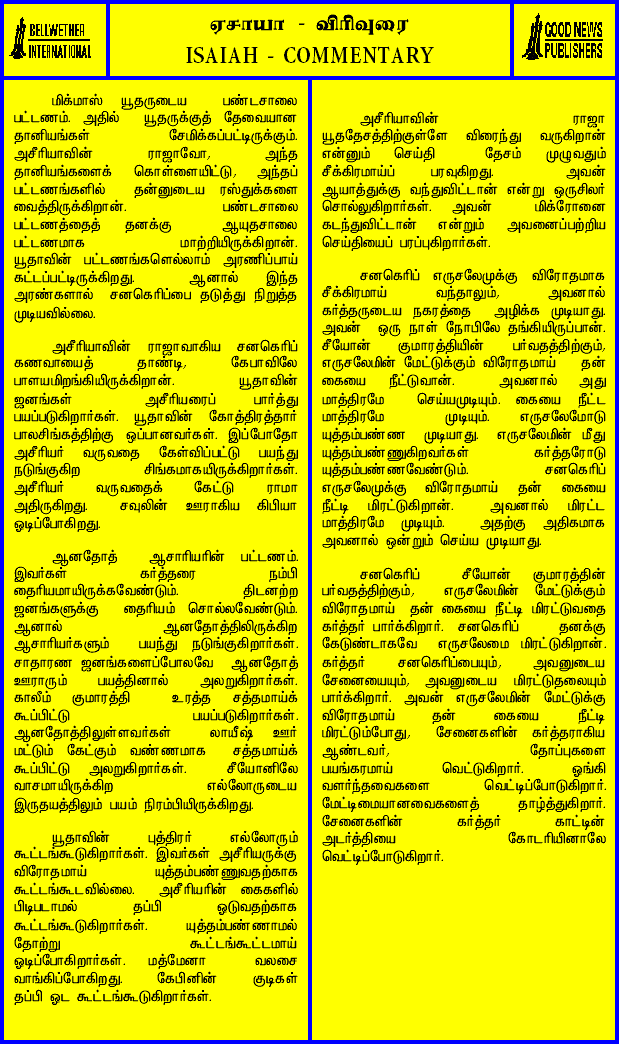 BELLWETHER
INTERNATIONAL
ஏசாயா - விரிவுரை
ISAIAH - COMMENTARY
GOOD NEWS
PUBLISHERS
மிக்மாஸ் யூதருடைய பண்டசாலை
பட்டணம். அதில் யூதருக்குத் தேவையான
தானியங்கள் சேமிக்கப்பட்டிருக்கும்.
அசீரியாவின் ராஜாவோ, அந்த
தானியங்களைக் கொள்ளையிட்டு, அந்தப்
பட்டணங்களில் தன்னுடைய ரஸ்துக்களை
வைத்திருக்கிறான். பண்டசாலை
பட்டணத்தைத் தனக்கு ஆயுதசாலை
பட்டணமாக மாற்றியிருக்கிறான்.
யூதாவின் பட்டணங்களெல்லாம் அரணிப்பாய்
கட்டப்பட்டிருக்கிறது. ஆனால் இந்த
அரண்களால் சனகெரிப்பை தடுத்து நிறுத்த
முடியவில்லை.
அசீரியாவின் ராஜாவாகிய சனகெரிப்
கணவாயைத் தாண்டி, கேபாவிலே
பாளயமிறங்கியிருக்கிறான். யூதாவின்
ஜனங்கள் அசீரியரைப் பார்த்து
பயப்படுகிறார்கள். யூதாவின் கோத்திரத்தார்
பாலசிங்கத்திற்கு ஒப்பானவர்கள். இப்போதோ
அசீரியர் வருவதை கேள்விப்பட்டு பயந்து
நடுங்குகிற சிங்கமாகயிருக்கிறார்கள்.
அசீரியர் வருவதைக் கேட்டு ராமா
அதிருகிறது. சவுலின் ஊராகிய கிபியா
ஓடிப்போகிறது.
ஆனதோத் ஆசாரியரின் பட்டணம்.
இவர்கள் கர்த்தரை நம்பி
தைரியமாயிருக்கவேண்டும். திடனற்ற
ஜனங்களுக்கு தைரியம் சொல்லவேண்டும்.
ஆனால் ஆனதோத்திலிருக்கிற
ஆசாரியர்களும் பயந்து நடுங்குகிறார்கள்.
சாதாரண ஜனங்களைப்போலவே ஆனதோத்
ஊராரும் பயத்தினால் அலறுகிறார்கள்.
காலீம் குமாரத்தி உரத்த சத்தமாய்க்
கூப்பிட்டு பயப்படுகிறார்கள்.
ஆனதோத்திலுள்ளவர்கள் லாயீஷ் ஊர்
மட்டும் கேட்கும் வண்ணமாக சத்தமாய்க்
கூப்பிட்டு அலறுகிறார்கள். சீயோனிலே
வாசமாயிருக்கிற எல்லோருடைய
இருதயத்திலும் பயம் நிரம்பியிருக்கிறது.
யூதாவின் புத்திரர் எல்லோரும்
கூட்டங்கூடுகிறார்கள். இவர்கள் அசீரியருக்கு
விரோதமாய் யுத்தம்பண்ணுவதற்காக
கூட்டங்கூடவில்லை. அசீரியரின் கைகளில்
பிடிபடாமல் தப்பி ஓடுவதற்காக
கூட்டங்கூடுகிறார்கள். யுத்தம்பண்ணாமல்
தோற்று கூட்டங்கூட்டமாய்
ஓடிப்போகிறார்கள். மத்மேனா வலசை
வாங்கிப்போகிறது. கேபினின் குடிகள்
தப்பி ஓட கூட்டங்கூடுகிறார்கள்.
அசீரியாவின் ராஜா
யூததேசத்திற்குள்ளே விரைந்து வருகிறான்
என்னும் செய்தி தேசம் முழுவதும்
சீக்கிரமாய்ப் பரவுகிறது. அவன்
ஆயாத்துக்கு வந்துவிட்டான் என்று ஒருசிலர்
சொல்லுகிறார்கள். அவன் மிக்ரோனை
கடந்துவிட்டான் என்றும் அவனைப்பற்றிய
செய்தியைப் பரப்புகிறார்கள்.
சனகெரிப் எருசலேமுக்கு விரோதமாக
சீக்கிரமாய் வந்தாலும், அவனால்
கர்த்தருடைய நகரத்தை அழிக்க முடியாது.
அவன் ஒரு நாள் நோபிலே தங்கியிருப்பான்.
சீயோன் குமாரத்தியின் பர்வதத்திற்கும்,
எருசலேமின் மேட்டுக்கும் விரோதமாய் தன்
கையை நீட்டுவான். அவனால் அது
மாத்திரமே செய்யமுடியும். கையை நீட்ட
மாத்திரமே முடியும். எருசலேமோடு
யுத்தம்பண்ண முடியாது. எருசலேமின் மீது
யுத்தம்பண்ணுகிறவர்கள் கர்த்தரோடு
யுத்தம்பண்ணவேண்டும். சனகெரிப்
எருசலேமுக்கு விரோதமாய் தன் கையை
நீட்டி மிரட்டுகிறான். அவனால் மிரட்ட
மாத்திரமே முடியும். அதற்கு அதிகமாக
அவனால் ஒன்றும் செய்ய முடியாது.
சனகெரிப் சீயோன் குமாரத்தின்
பர்வதத்திற்கும், எருசலேமின் மேட்டுக்கும்
விரோதமாய் தன் கையை நீட்டி மிரட்டுவதை
கர்த்தர் பார்க்கிறார். சனகெரிப் தனக்கு
கேடுண்டாகவே எருசலேமை மிரட்டுகிறான்.
கர்த்தர் சனகெரிப்பையும், அவனுடைய
சேனையையும், அவனுடைய மிரட்டுதலையும்
பார்க்கிறார். அவன் எருசலேமின் மேட்டுக்கு
விரோதமாய் தன் கையை நீட்டி
மிரட்டும்போது, சேனைகளின் கர்த்தராகிய
ஆண்டவர், தோப்புகளை
பயங்கரமாய் வெட்டுகிறார். ஓங்கி
வளர்ந்தவைகளை வெட்டிப்போடுகிறார்.
மேட்டிமையானவைகளைத் தாழ்த்துகிறார்.
சேனைகளின் கர்த்தர் காட்டின்
அடர்த்தியை கோடரியினாலே
வெட்டிப்போடுகிறார்.